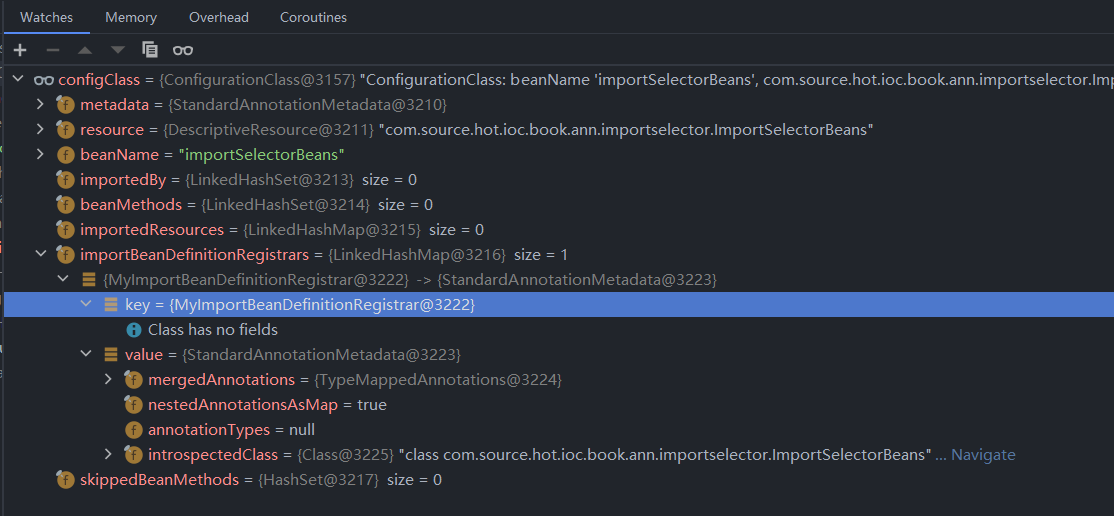 Watches Memory Overhead Coroutines
configClass = {ConfigurationClass@3157} "ConfigurationClass: beanName 'importSelectorBeans', com.source.hot.ioc.book.ann.importselector.Imp
metadata = {StandardAnnotationMetadata@3210}
resource = {DescriptiveResource@3211} "com.source.hot.ioc.book.ann.importselector.ImportSelectorBeans"
beanName = "importSelectorBeans"
importedBy = {LinkedHashSet@3213} size = 0
beanMethods = {LinkedHashSet@3214} size = 0
importedResources = {LinkedHashMap@3215} size = 0
importBeanDefinitionRegistrars = {LinkedHashMap@3216} size = 1
{MyImportBeanDefinitionRegistrar@3222} -> {StandardAnnotationMetadata@3223}
key = {MyImportBeanDefinitionRegistrar@3222}
Class has no fields
value = {StandardAnnotationMetadata@3223}
mergedAnnotations = {TypeMappedAnnotations@3224}
nestedAnnotationsAsMap = true
annotationTypes = null
introspectedClass = {Class@3225} "class com.source.hot.ioc.book.ann.importselector.ImportSelectorBeans" ... Navigate
skippedBeanMethods = {HashSet@3217} size = 0